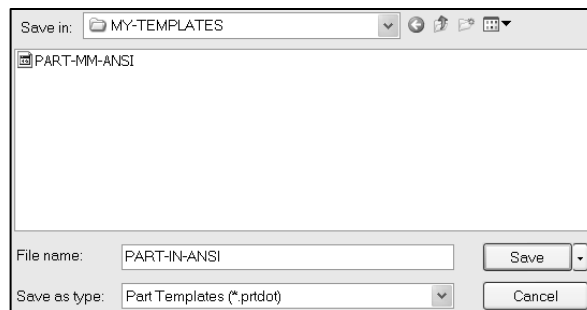 Save in: MY-TEMPLATES
PART-MM-ANSI
File name: PART-IN-ANSI Save
Save as type: Part Templates (*.prtdot) Cancel